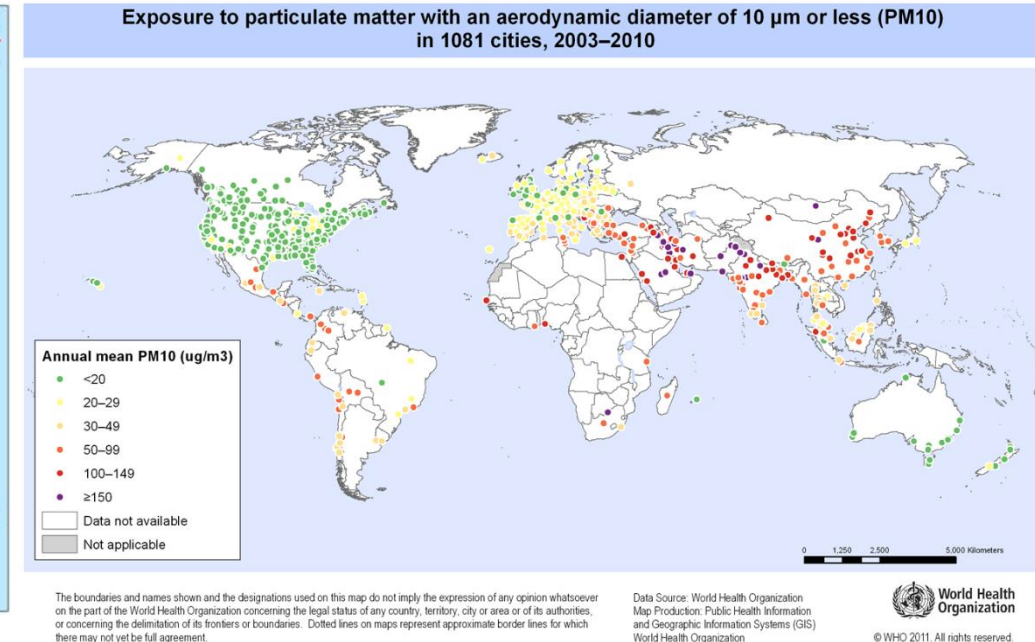 Exposure to particulate matter with an aerodynamic diameter of 10 µm or less (PM10)
in 1081 cities, 2003–2010
Annual mean PM10 (ug/m3)
<20
20–29
30–49
50–99
100–149
≥150
Data not available
Not applicable
0 1,250 2,500 5,000 Kilometers
The boundaries and names shown and the designations used on this map do not imply the expression of any opinion whatsoever
on the part of the World Health Organization concerning the legal status of any country, territory, city or area or of its authorities,
or concerning the delimitation of its frontiers or boundaries. Dotted lines on maps represent approximate border lines for which
there may not yet be full agreement.
Data Source: World Health Organization
Map Production: Public Health Information
and Geographic Information Systems (GIS)
World Health Organization
World Health
Organization
© WHO 2011. All rights reserved.